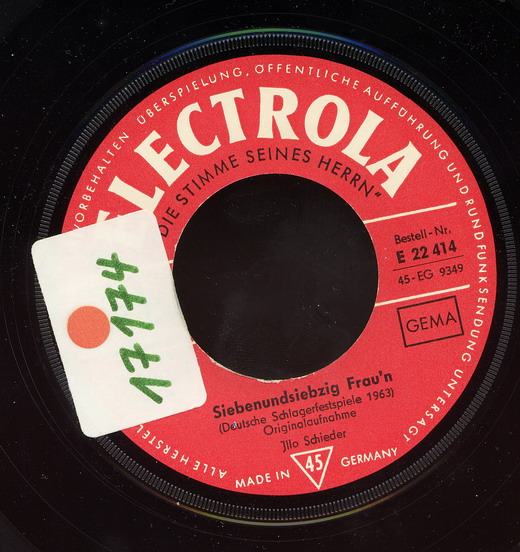 VORBEHALTEN ÜBERSPIELUNG, ÖFFENTLICHE AUFFÜHRUNG UND RUNDFUNKSENDUNG UNTERSAGT
ELECTROLA
DIE STIMME SEINES HERRN“
Bestell-Nr.
E 22 414
45-EG 9349
GEMA
17174
Siebenundsiebzig Frau'n
(Deutsche Schlagerfestspiele 1963)
Originalaufnahme
Jllo Schieder
ALLE HERSTEL
MADE IN 45 GERMANY